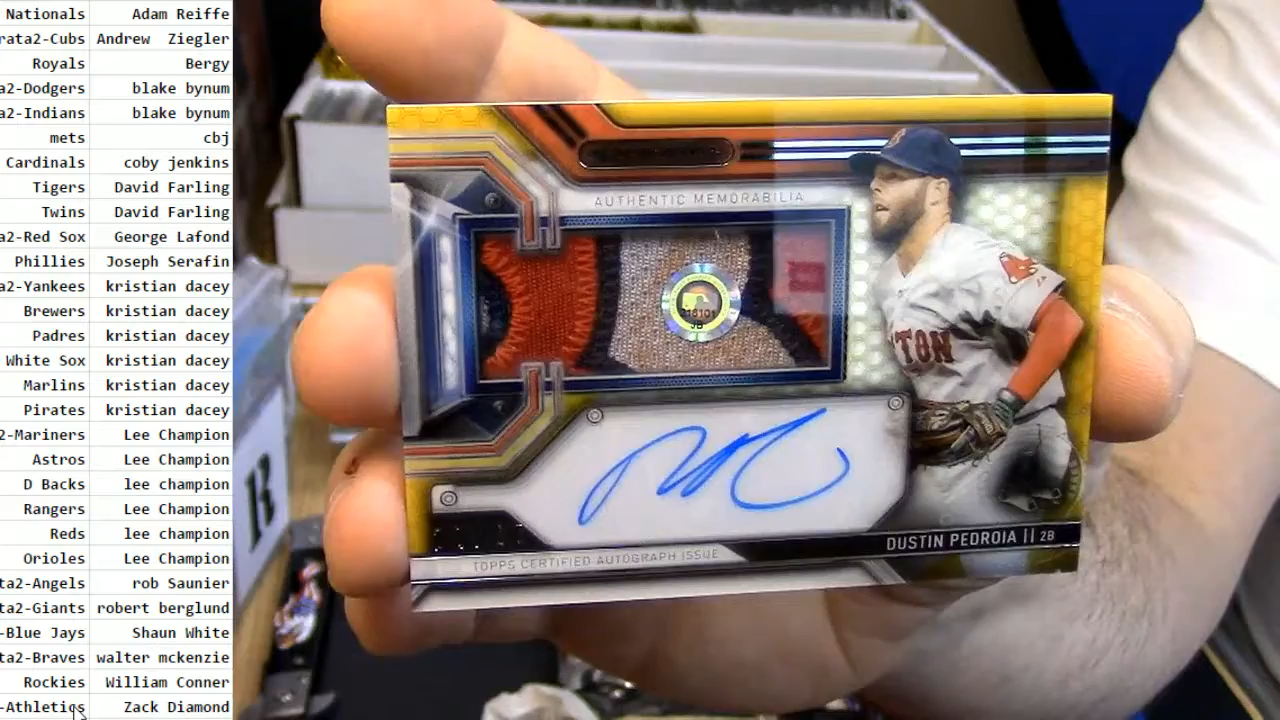 Nationals Adam Reiffe
rata2-Cubs Andrew Ziegler
Royals Bergy
a2-Dodgers blake bynum
a2-Indians blake bynum
mets cbj
Cardinals coby jenkins
Tigers David Farling
Twins David Farling
a2-Red Sox George Lafond
Phillies Joseph Serafin
a2-Yankees kristian dacey
Brewers kristian dacey
Padres kristian dacey
White Sox kristian dacey
Marlins kristian dacey
Pirates kristian dacey
2-Mariners Lee Champion
Astros Lee Champion
D Backs lee champion
Rangers Lee Champion
Reds lee champion
Orioles Lee Champion
ta2-Angels rob Saunier
ta2-Giants robert berglund
-Blue Jays Shaun White
ta2-Braves walter mckenzie
Rockies William Conner
-Athletics Zack Diamond
AUTHENTIC MEMORABILIA
TON
R
DUSTIN PEDROIA || 2B
TOPPS CERTIFIED AUTOGRAPH ISSUE